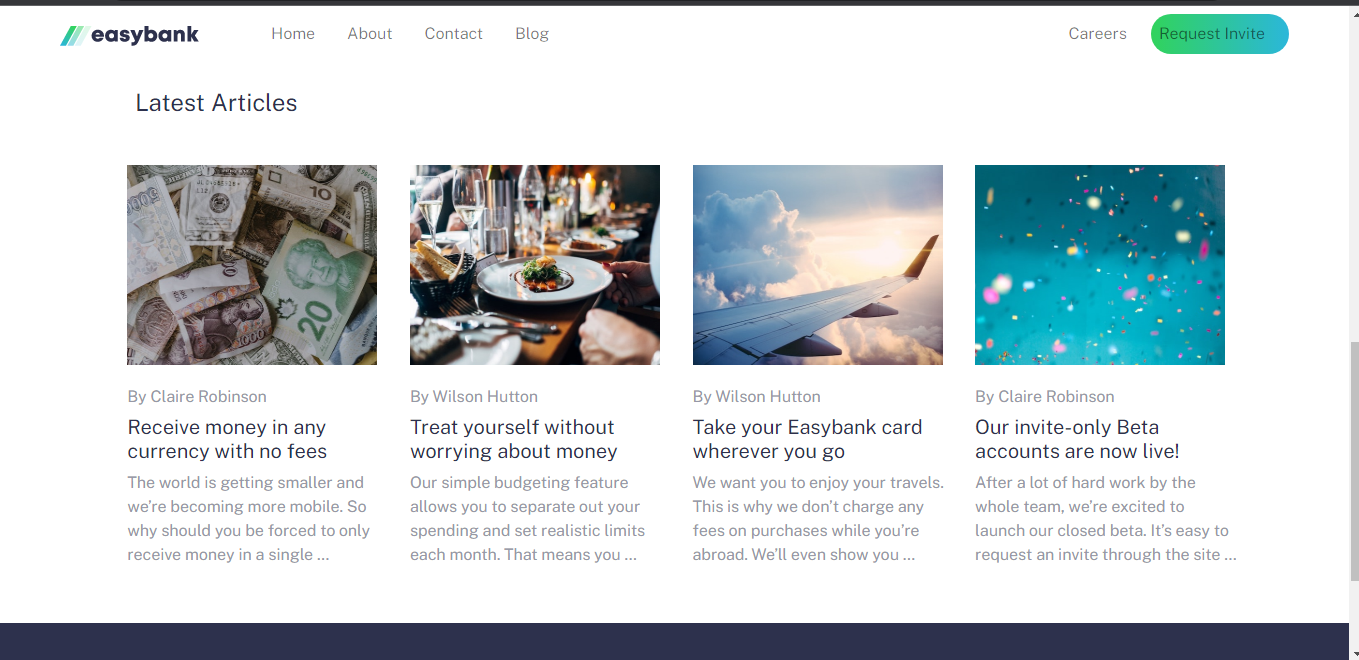 easybank
Home
About
Contact
Blog
Careers
Request Invite
Latest Articles
10
20
By Claire Robinson
Receive money in any
currency with no fees
The world is getting smaller and
we’re becoming more mobile. So
why should you be forced to only
receive money in a single ...
By Wilson Hutton
Treat yourself without
worrying about money
Our simple budgeting feature
allows you to separate out your
spending and set realistic limits
each month. That means you ...
By Wilson Hutton
Take your Easybank card
wherever you go
We want you to enjoy your travels.
This is why we don’t charge any
fees on purchases while you’re
abroad. We’ll even show you ...
By Claire Robinson
Our invite-only Beta
accounts are now live!
After a lot of hard work by the
whole team, we’re excited to
launch our closed beta. It’s easy to
request an invite through the site ...